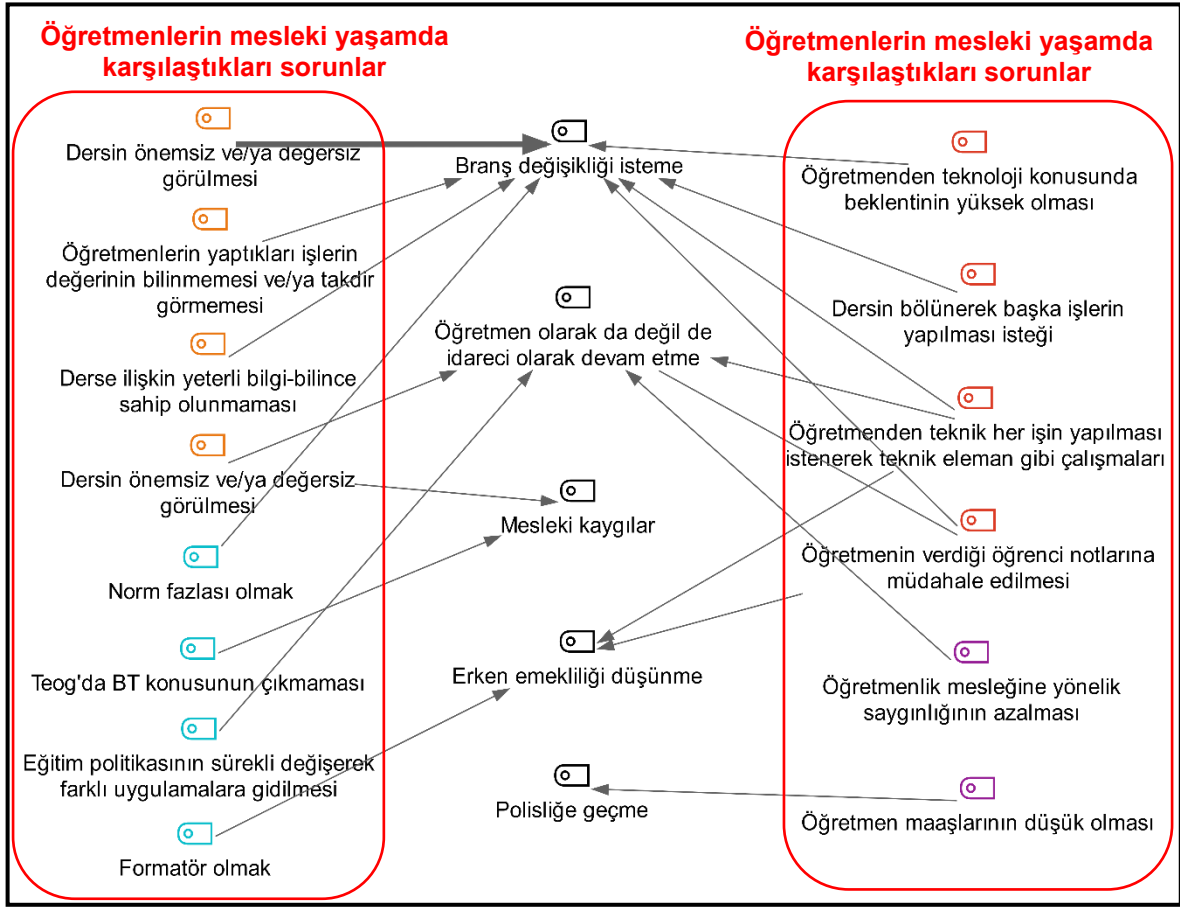 Öğretmenlerin mesleki yaşamda
karşılaştıkları sorunlar
Dersin önemsiz ve/ya değersiz
görülmesi
Öğretmenlerin yaptıkları işlerin
değerinin bilinmemesi ve/ya takdir
görmemesi
Derse ilişkin yeterli bilgi-bilince
sahip olunmaması
Dersin önemsiz ve/ya değersiz
görülmesi
Norm fazlası olmak
Teog'da BT konusunun çıkmaması
Eğitim politikasının sürekli değişerek
farklı uygulamalara gidilmesi
Formatör olmak
Branş değişikliği isteme
Öğretmen olarak da değil de
idareci olarak devam etme
Mesleki kaygılar
Erken emekliliği düşünme
Polisliğe geçme
Öğretmenlerin mesleki yaşamda
karşılaştıkları sorunlar
Öğretmenden teknoloji konusunda
beklentinin yüksek olması
Dersin bölünerek başka işlerin
yapılması isteği
Öğretmenden teknik her işin yapılması
istenerek teknik eleman gibi çalışmaları
Öğretmenin verdiği öğrenci notlarına
müdahale edilmesi
Öğretmenlik mesleğine yönelik
saygınlığının azalması
Öğretmen maaşlarının düşük olması